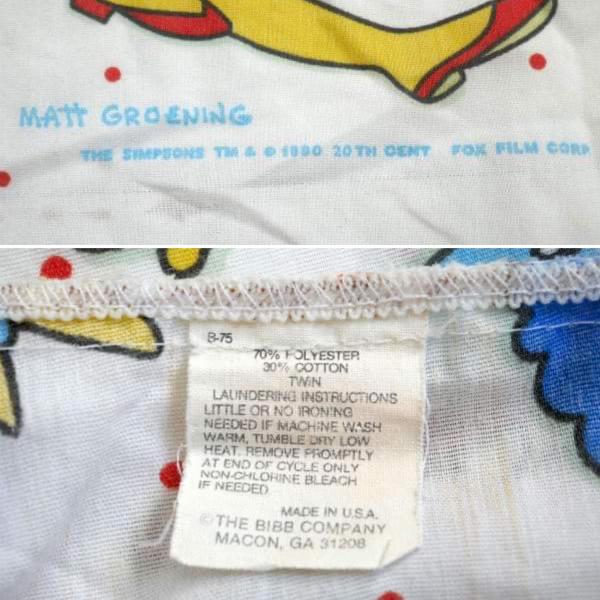 MATT GROENING
THE SIMPSONS TM & © 1990 20TH CENT FOX FILM CORP
B-75
70% POLYESTER
30% COTTON
TWIN
LAUNDERING INSTRUCTIONS
LITTLE OR NO IRONING
NEEDED IF MACHINE WASH
WARM, TUMBLE DRY LOW
HEAT. REMOVE PROMPTLY
AT END OF CYCLE ONLY
NON-CHLORINE BLEACH
IF NEEDED
MADE IN U.S.A.
© THE BIBB COMPANY
MACON, GA 31208